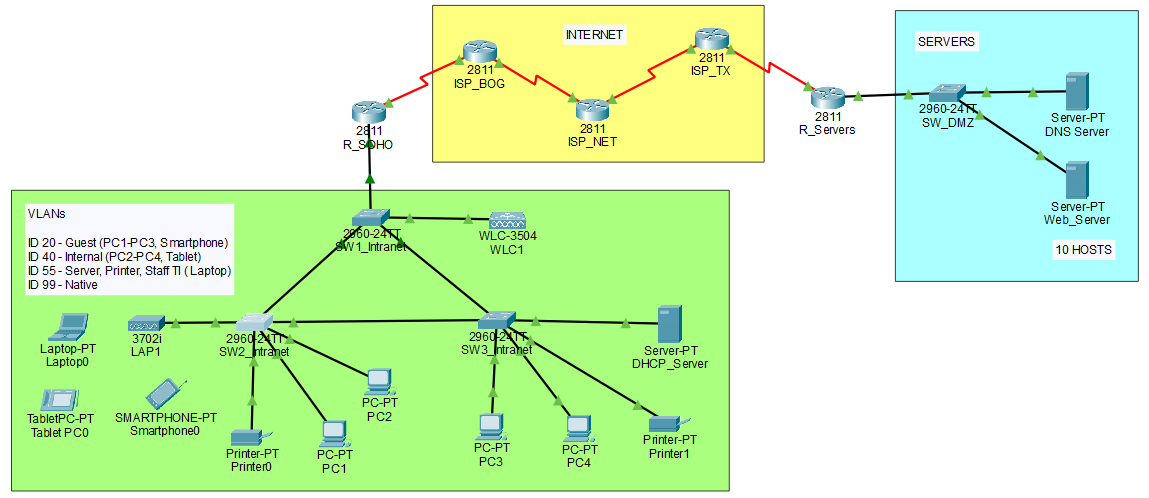 INTERNET
2811
ISP_BOG
2811
ISP_TX
2811
ISP_NET
2811
R_SOHO
2811
R_Servers
SERVERS
2960-24TT
SW_DMZ
Server-PT
DNS Server
Server-PT
Web_Server
10 HOSTS
VLANs
ID 20 - Guest (PC1-PC3, Smartphone)
ID 40 - Internal (PC2-PC4, Tablet)
ID 55 - Server, Printer, Staff TI ( Laptop)
ID 99 - Native
2960-24TT
SW1_Intranet
WLC-3504
WLC1
Laptop-PT
Laptop0
3702i
LAP1
2960-24TT
SW2_Intranet
2960-24TT
SW3_Intranet
Server-PT
DHCP_Server
TabletPC-PT
Tablet PC0
SMARTPHONE-PT
Smartphone0
PC-PT
PC2
Printer-PT
Printer0
PC-PT
PC1
PC-PT
PC3
PC-PT
PC4
Printer-PT
Printer1